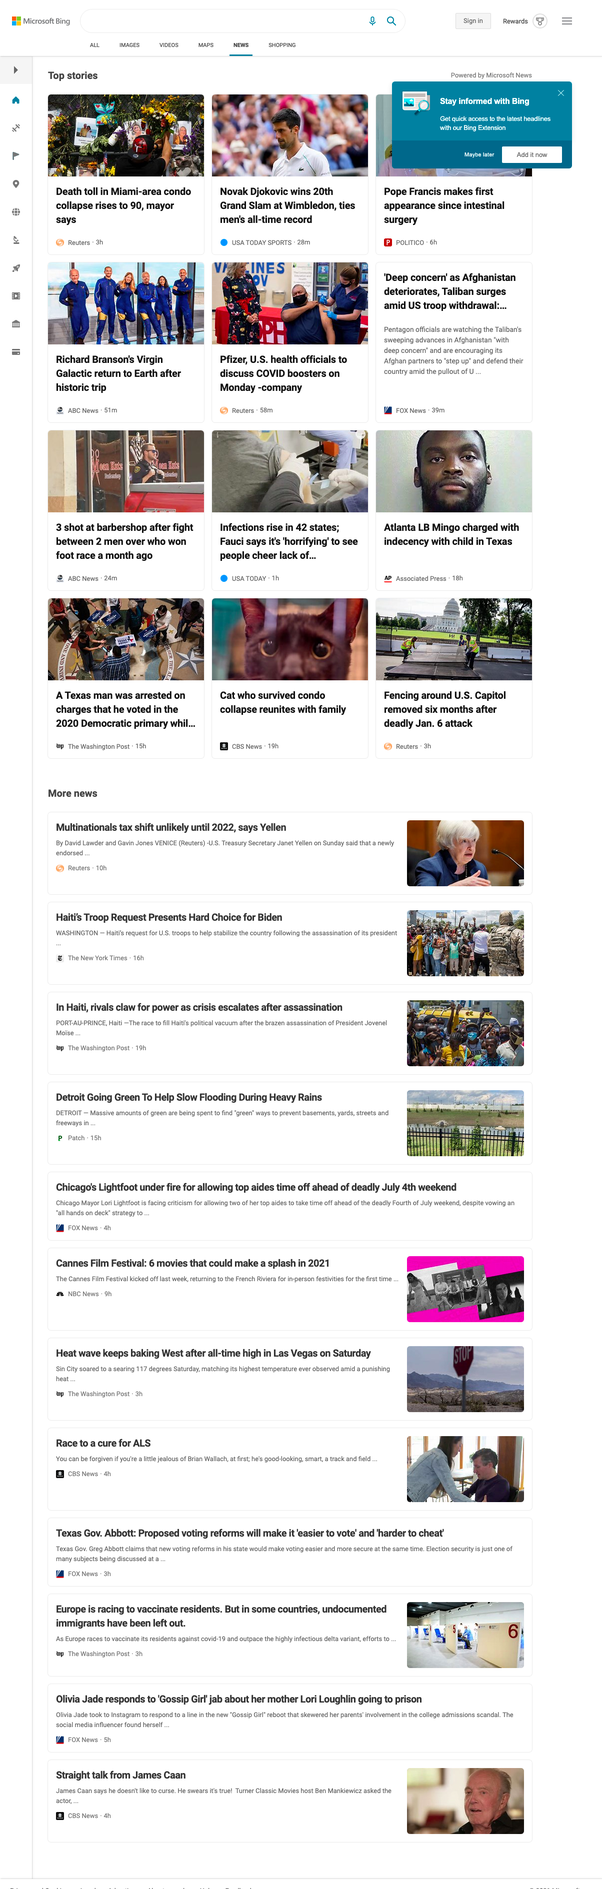 Microsoft Bing
Sign in
Rewards
ALL
IMAGES
VIDEOS
MAPS
NEWS
SHOPPING
Top stories
Powered by Microsoft News
Stay informed with Bing
Get quick access to the latest headlines
with our Bing Extension
Maybe later
Add it now
Death toll in Miami-area condo
collapse rises to 90, mayor
says
Reuters · 3h
Novak Djokovic wins 20th
Grand Slam at Wimbledon, ties
men's all-time record
USA TODAY SPORTS · 28m
Pope Francis makes first
appearance since intestinal
surgery
POLITICO · 6h
Richard Branson's Virgin
Galactic return to Earth after
historic trip
ABC News · 51m
Pfizer, U.S. health officials to
discuss COVID boosters on
Monday -company
Reuters · 58m
'Deep concern' as Afghanistan
deteriorates, Taliban surges
amid US troop withdrawal:...
Pentagon officials are watching the Taliban's
sweeping advances in Afghanistan "with
deep concern" and are encouraging its
Afghan partners to "step up" and defend their
country amid the pullout of U ...
FOX News · 39m
3 shot at barbershop after fight
between 2 men over who won
foot race a month ago
ABC News · 24m
Infections rise in 42 states;
Fauci says it's 'horrifying' to see
people cheer lack of...
USA TODAY · 1h
Atlanta LB Mingo charged with
indecency with child in Texas
AP
Associated Press · 18h
A Texas man was arrested on
charges that he voted in the
2020 Democratic primary whil...
wp
The Washington Post · 15h
Cat who survived condo
collapse reunites with family
CBS News · 19h
Fencing around U.S. Capitol
removed six months after
deadly Jan. 6 attack
Reuters · 3h
More news
Multinationals tax shift unlikely until 2022, says Yellen
By David Lawder and Gavin Jones VENICE (Reuters) -U.S. Treasury Secretary Janet Yellen on Sunday said that a newly
endorsed ...
Reuters · 10h
Haiti's Troop Request Presents Hard Choice for Biden
WASHINGTON — Haiti's request for U.S. troops to help stabilize the country following the assassination of its president
...
The New York Times · 16h
In Haiti, rivals claw for power as crisis escalates after assassination
PORT-AU-PRINCE, Haiti —The race to fill Haiti's political vacuum after the brazen assassination of President Jovenel
Moïse ...
wp
The Washington Post · 19h
Detroit Going Green To Help Slow Flooding During Heavy Rains
DETROIT — Massive amounts of green are being spent to find "green" ways to prevent basements, yards, streets and
freeways in ...
P
Patch · 15h
Chicago's Lightfoot under fire for allowing top aides time off ahead of deadly July 4th weekend
Chicago Mayor Lori Lightfoot is facing criticism for allowing two of her top aides to take time off ahead of the deadly Fourth of July weekend, despite vowing an
"all hands on deck" strategy to ...
FOX News · 4h
Cannes Film Festival: 6 movies that could make a splash in 2021
The Cannes Film Festival kicked off last week, returning to the French Riviera for in-person festivities for the first time ...
NBC News · 9h
Heat wave keeps baking West after all-time high in Las Vegas on Saturday
Sin City soared to a searing 117 degrees Saturday, matching its highest temperature ever observed amid a punishing
heat ...
wp
The Washington Post · 3h
STOP
Race to a cure for ALS
You can be forgiven if you're a little jealous of Brian Wallach, at first; he's good-looking, smart, a track and field ...
CBS News · 4h
Texas Gov. Abbott: Proposed voting reforms will make it 'easier to vote' and 'harder to cheat'
Texas Gov. Greg Abbott claims that new voting reforms in his state would make voting easier and more secure at the same time. Election security is just one of
many subjects being discussed at a ...
FOX News · 3h
Europe is racing to vaccinate residents. But in some countries, undocumented
immigrants have been left out.
As Europe races to vaccinate its residents against covid-19 and outpace the highly infectious delta variant, efforts to ...
wp
The Washington Post · 3h
5
6
Olivia Jade responds to 'Gossip Girl' jab about her mother Lori Loughlin going to prison
Olivia Jade took to Instagram to respond to a line in the new "Gossip Girl" reboot that skewered her parents' involvement in the college admissions scandal. The
social media influencer found herself ...
FOX News · 5h
Straight talk from James Caan
James Caan says he doesn't like to curse. He swears it's true! Turner Classic Movies host Ben Mankiewicz asked the
actor, ...
CBS News · 4h